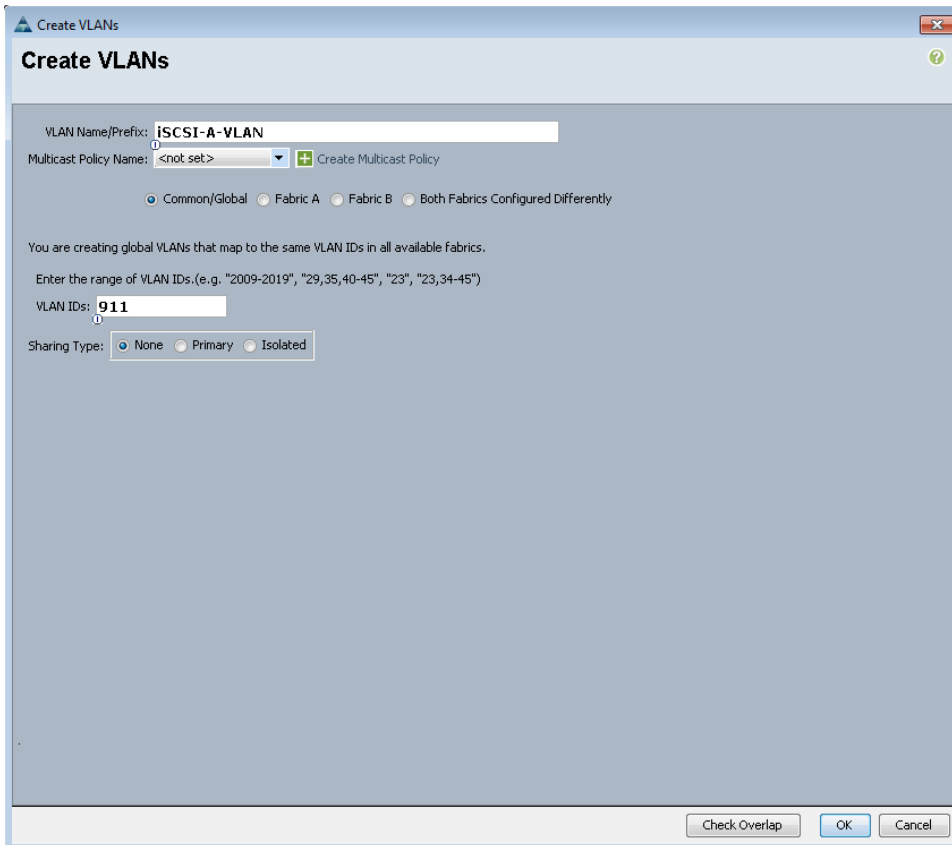 Create VLANs
Create VLANs
VLAN Name/Prefix: iSCSI-A-VLAN
Multicast Policy Name: <not set> Create Multicast Policy
Common/Global Fabric A Fabric B Both Fabrics Configured Differently
You are creating global VLANs that map to the same VLAN IDs in all available fabrics.
Enter the range of VLAN IDs.(e.g. "2009-2019", "29,35,40-45", "23", "23,34-45")
VLAN IDs: 911
Sharing Type: None Primary Isolated
Check Overlap OK Cancel